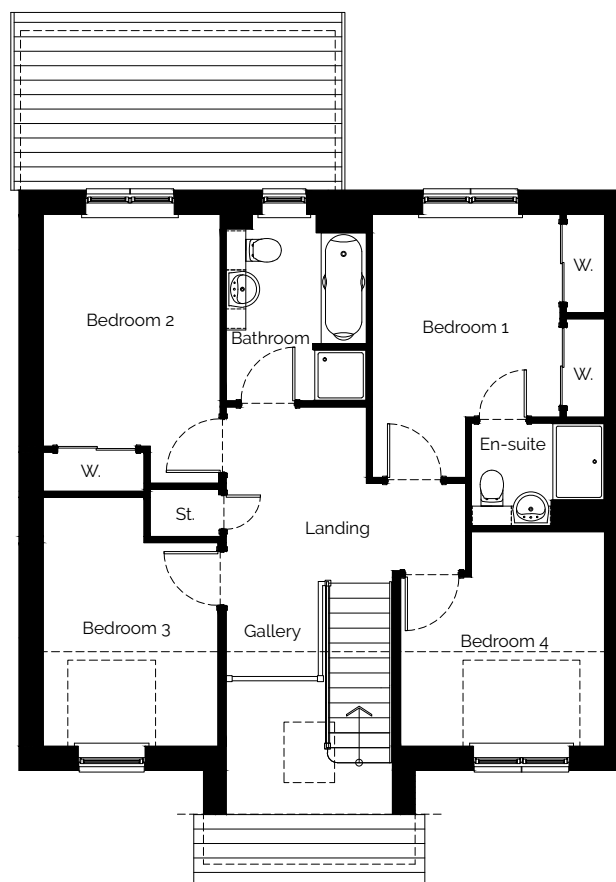 W.
Bedroom 2
Bedroom 1
Bathroom
W.
En-suite
W.
St.
Landing
Bedroom 3
Gallery
Bedroom 4